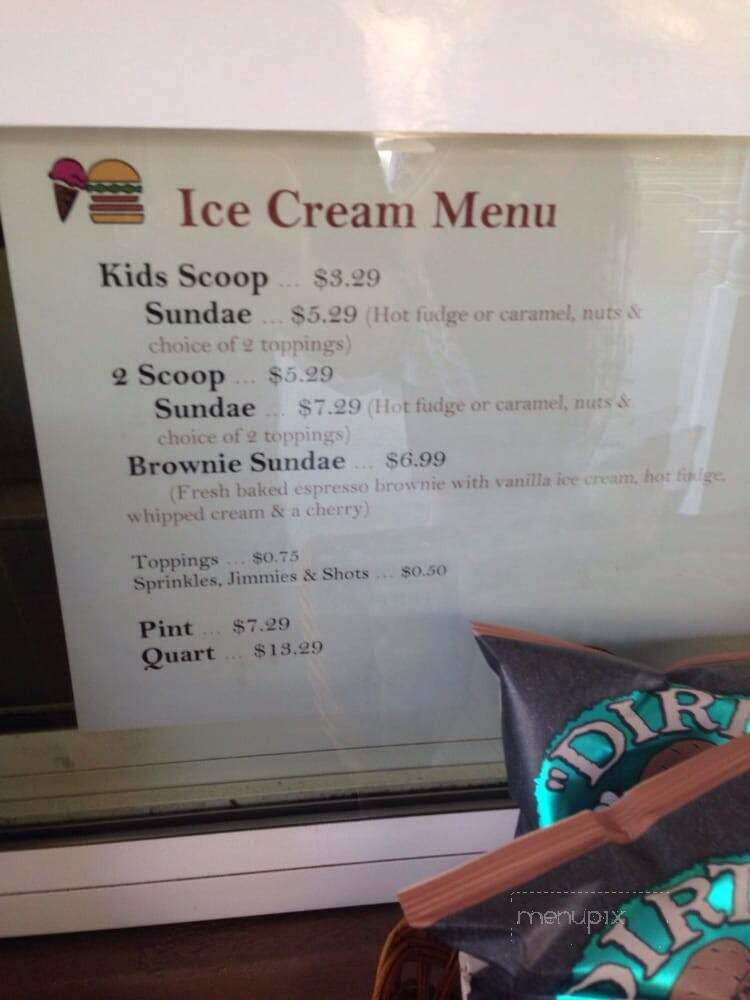 Ice Cream Menu
Kids Scoop ... $3.29
Sundae ... $5.29 (Hot fudge or caramel, nuts &
choice of 2 toppings)
2 Scoop ... $5.29
Sundae ... $7.29 (Hot fudge or caramel, nuts &
choice of 2 toppings)
Brownie Sundae ... $6.99
(Fresh baked espresso brownie with vanilla ice cream, hot fudge,
whipped cream & a cherry)
Toppings ... $0.75
Sprinkles, Jimmies & Shots ... $0.50
Pint ... $7.29
Quart ... $13.29
"DIR
DIRT
menupix